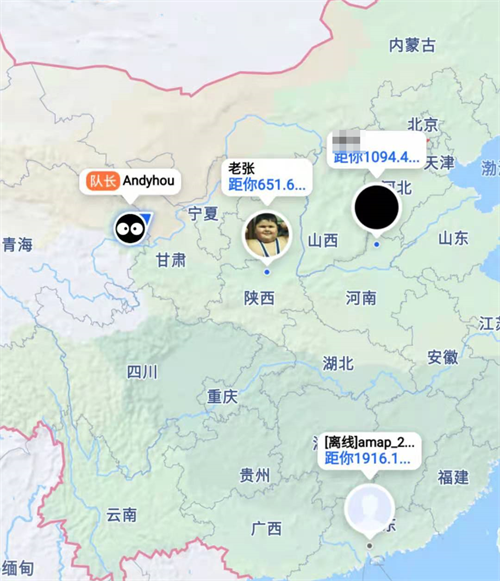 内蒙古
北京
天津
渤
距你1094.4...
河北
队长 Andyhou
老张
距你651.6...
宁夏
山西
山东
青海
甘肃
陕西
河南
江苏
安徽
湖北
四川
重庆
[离线]amap_2...
距你1916.1...
贵州
福建
云南
广西
东
缅甸